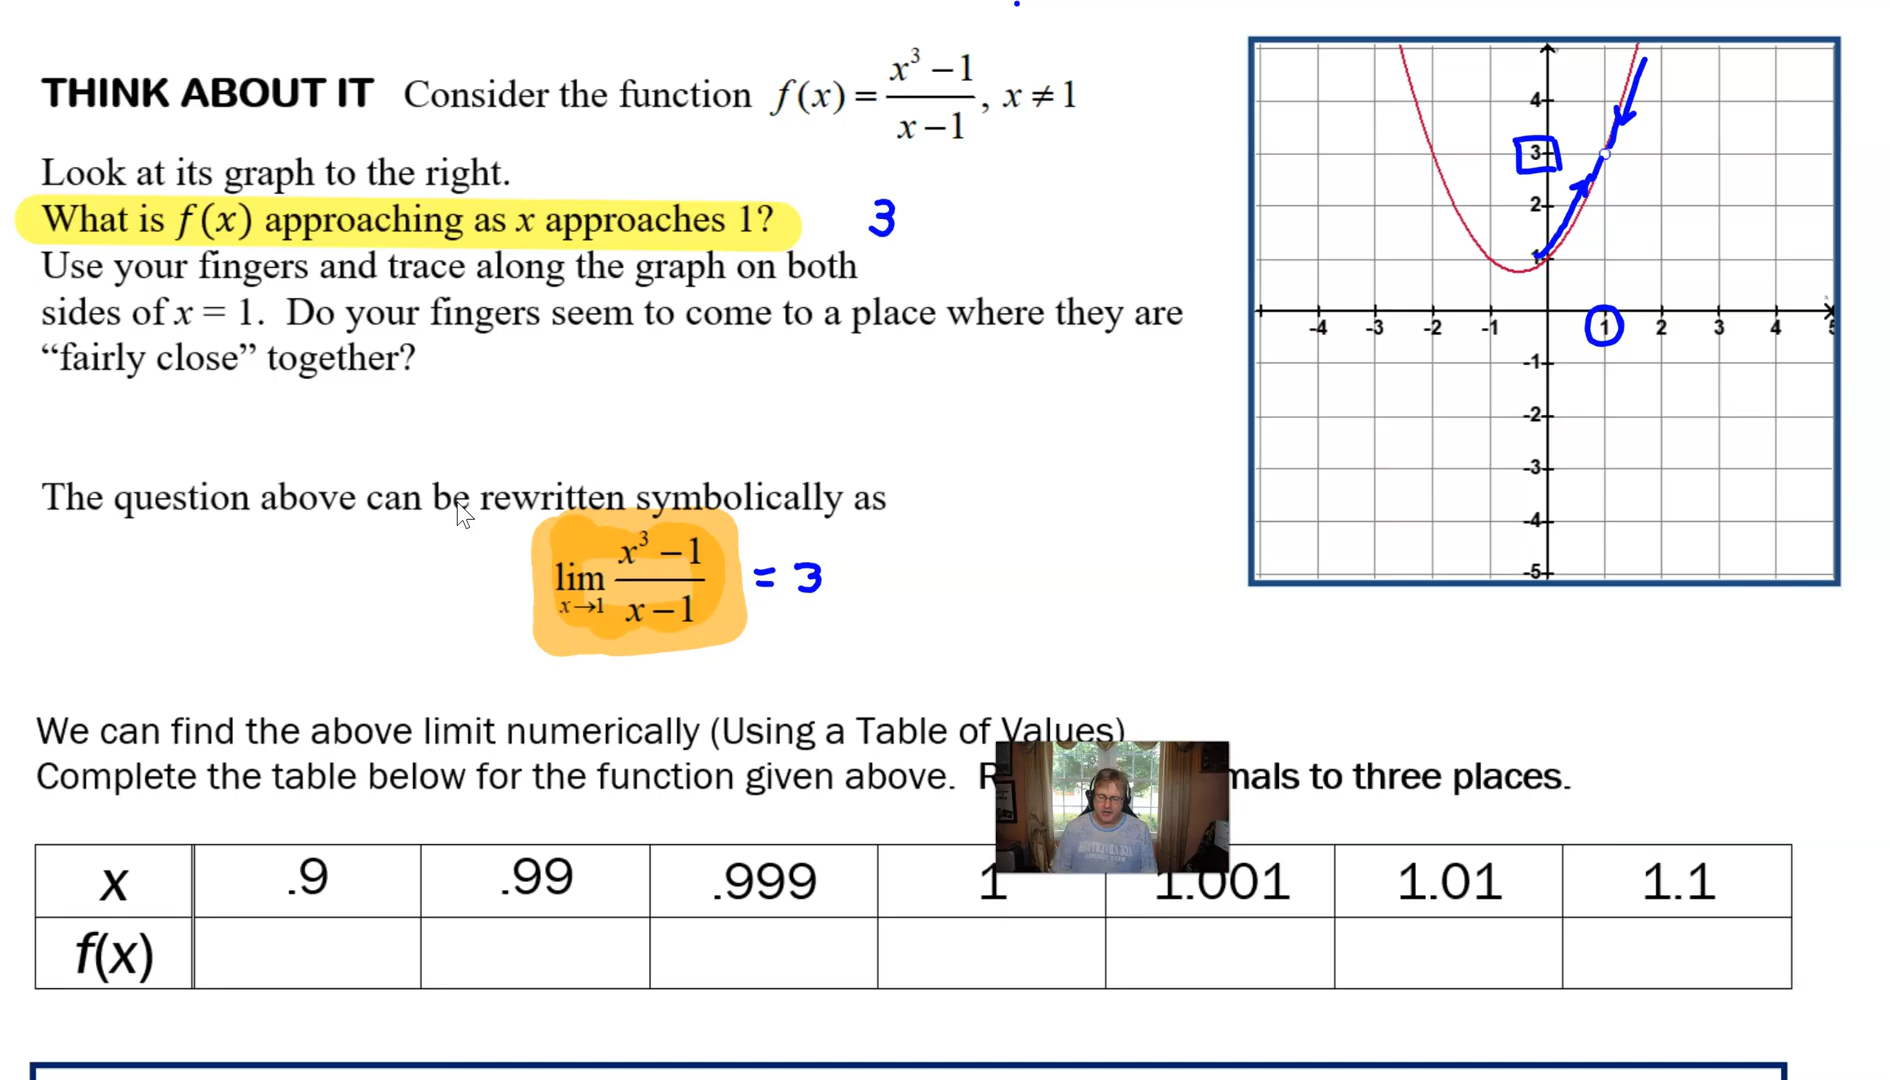 THINK ABOUT IT Consider the function f(x) = \frac{x^3 - 1}{x - 1}, x ≠ 1
Look at its graph to the right.
What is f(x) approaching as x approaches 1? 3
Use your fingers and trace along the graph on both
sides of x = 1. Do your fingers seem to come to a place where they are
“fairly close” together?
The question above can be rewritten symbolically as
\lim_{x→1} \frac{x^3 - 1}{x - 1} = 3
4
3
2
1
-4 -3 -2 -1 1 2 3 4 5
-1
-2
-3
-4
-5
We can find the above limit numerically (Using a Table of Values)
Complete the table below for the function given above. mals to three places.
x .9 .99 .999 1 1.001 1.01 1.1
f(x)